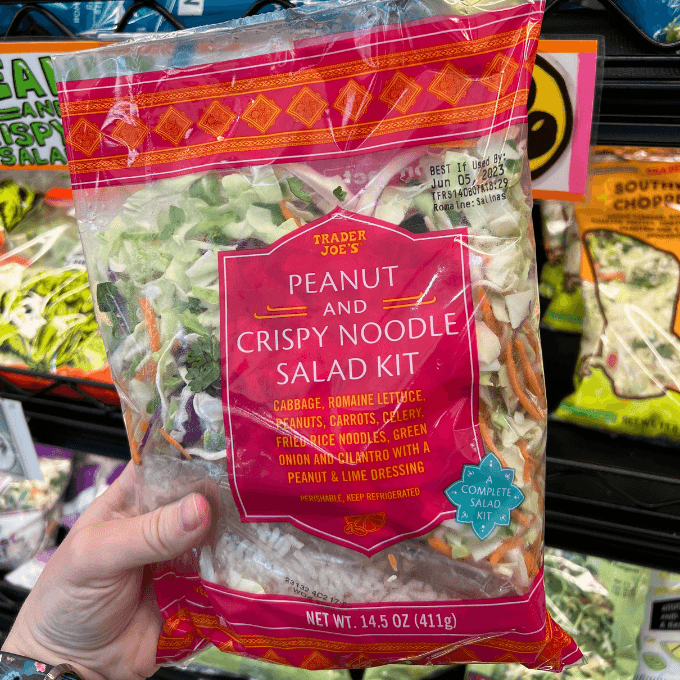 BEST If Used By:
Jun 05, 2023
Romaine:Salinas
TRADER
JOE'S
PEANUT
AND
CRISPY NOODLE
SALAD KIT
CABBAGE, ROMAINE LETTUCE,
PEANUTS, CARROTS, CELERY,
FRIED RICE NOODLES, GREEN
ONION AND CILANTRO WITH A
PEANUT & LIME DRESSING
PERISHABLE, KEEP REFRIGERATED
A
COMPLETE
SALAD
KIT
NET WT. 14.5 OZ (411g)